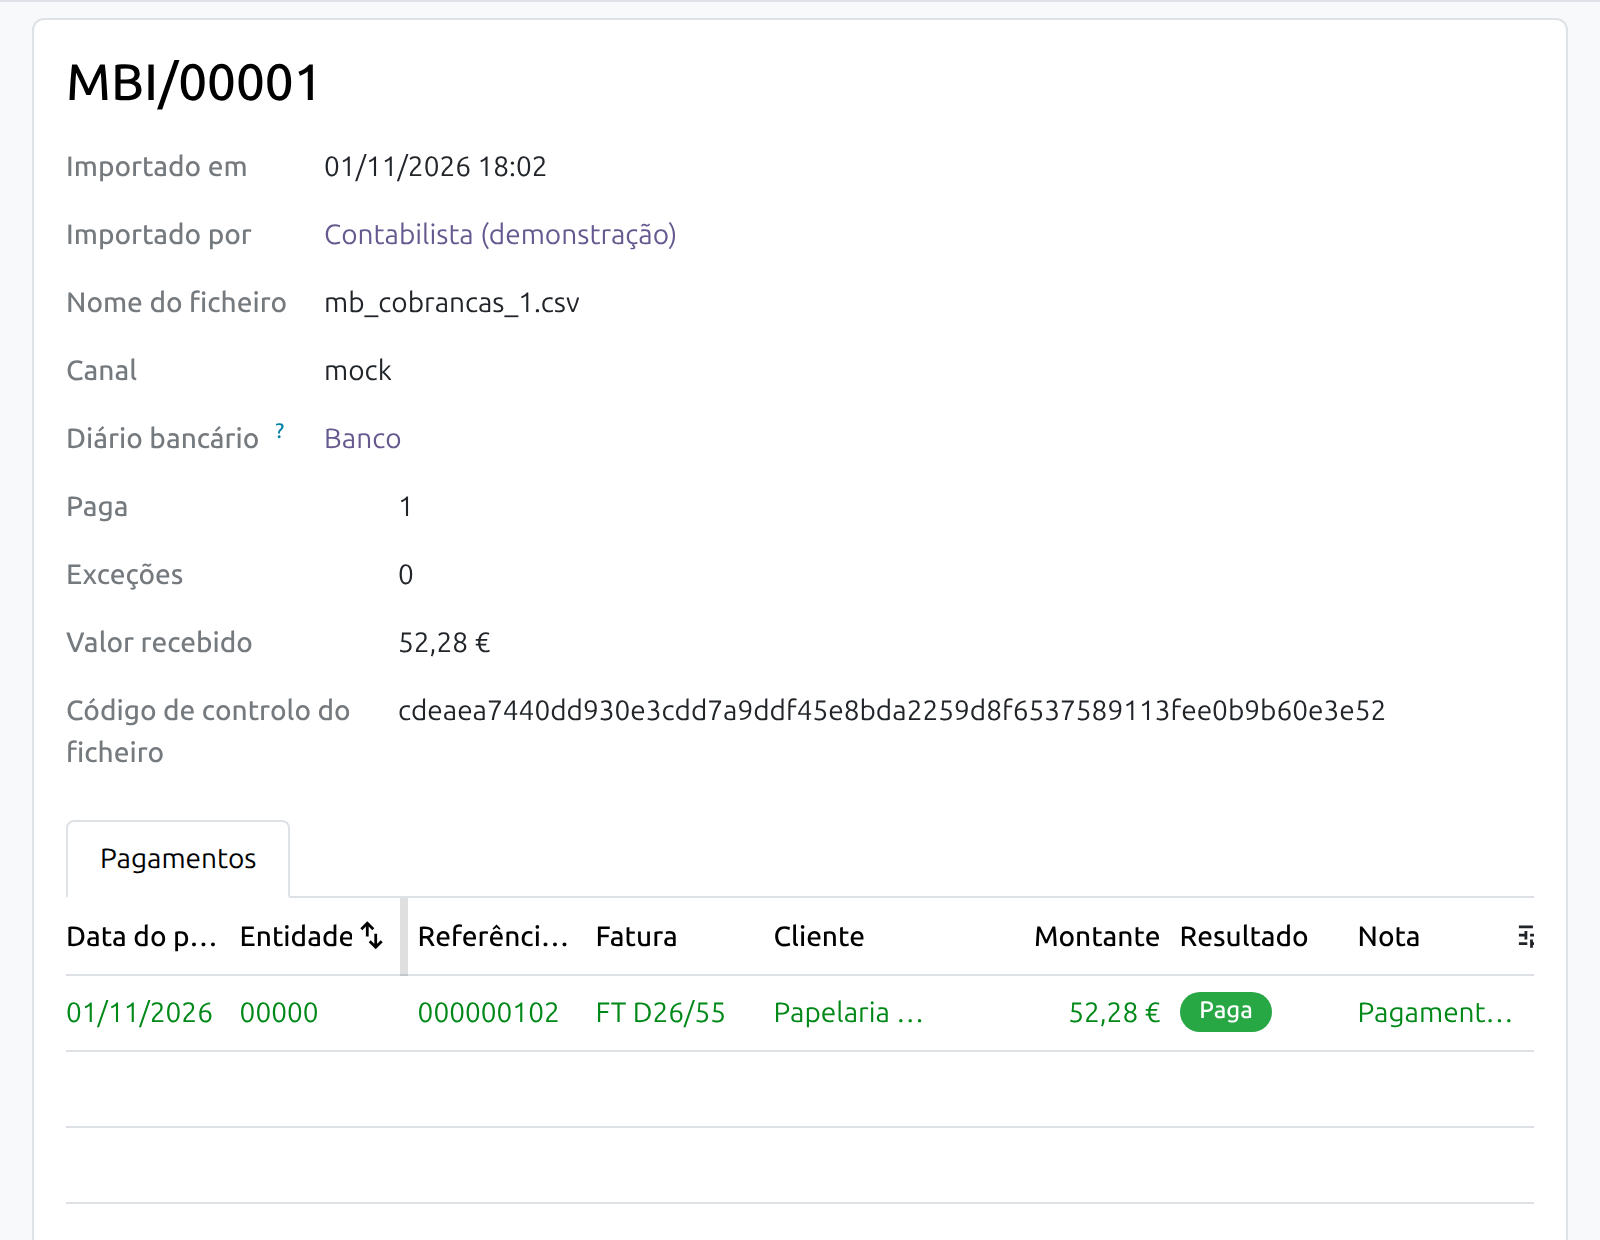 MBI/00001
Importado em 01/11/2026 18:02
Importado por Contabilista (demonstração)
Nome do ficheiro mb_cobrancas_1.csv
Canal mock
Diário bancário ? Banco
Paga 1
Exceções 0
Valor recebido 52,28 €
Código de controlo do ficheiro cdeaea7440dd930e3cdd7a9ddf45e8bda2259d8f6537589113fee0b9b60e3e52
Pagamentos
Data do p... Entidade Referênci... Fatura Cliente Montante Resultado Nota
01/11/2026 00000 000000102 FT D26/55 Papelaria ... 52,28 € Paga Pagament...